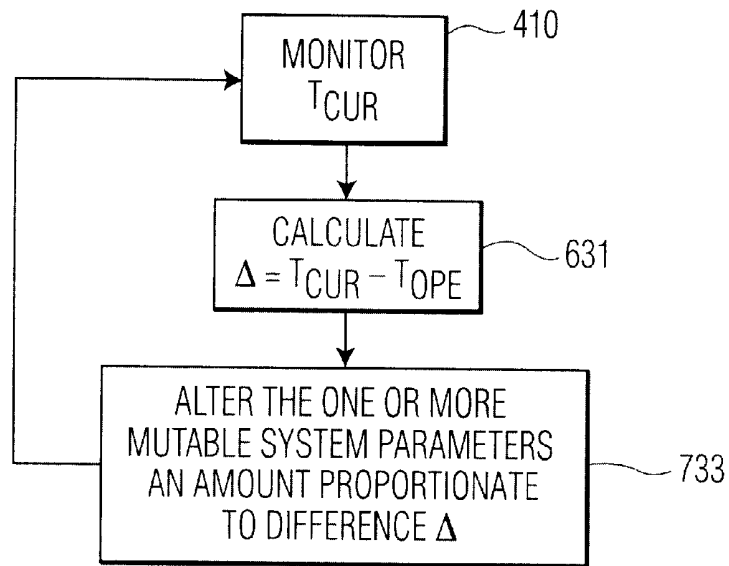 MONITOR
TCUR
410
CALCULATE
Δ = TCUR – TOPE
631
ALTER THE ONE OR MORE
MUTABLE SYSTEM PARAMETERS
AN AMOUNT PROPORTIONATE
TO DIFFERENCE Δ
733